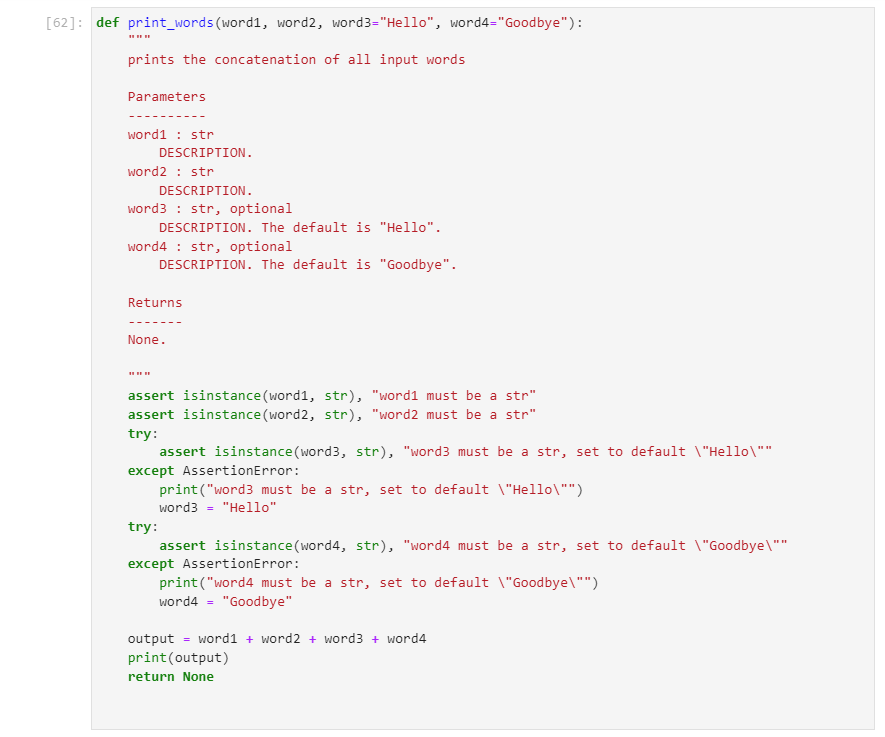 [62]: def print_words(word1, word2, word3="Hello", word4="Goodbye"):
"""
prints the concatenation of all input words
Parameters
----------
word1 : str
DESCRIPTION.
word2 : str
DESCRIPTION.
word3 : str, optional
DESCRIPTION. The default is "Hello".
word4 : str, optional
DESCRIPTION. The default is "Goodbye".
Returns
-------
None.
"""
assert isinstance(word1, str), "word1 must be a str"
assert isinstance(word2, str), "word2 must be a str"
try:
assert isinstance(word3, str), "word3 must be a str, set to default \"Hello\""
except AssertionError:
print("word3 must be a str, set to default \"Hello\"")
word3 = "Hello"
try:
assert isinstance(word4, str), "word4 must be a str, set to default \"Goodbye\""
except AssertionError:
print("word4 must be a str, set to default \"Goodbye\"")
word4 = "Goodbye"
output = word1 + word2 + word3 + word4
print(output)
return None